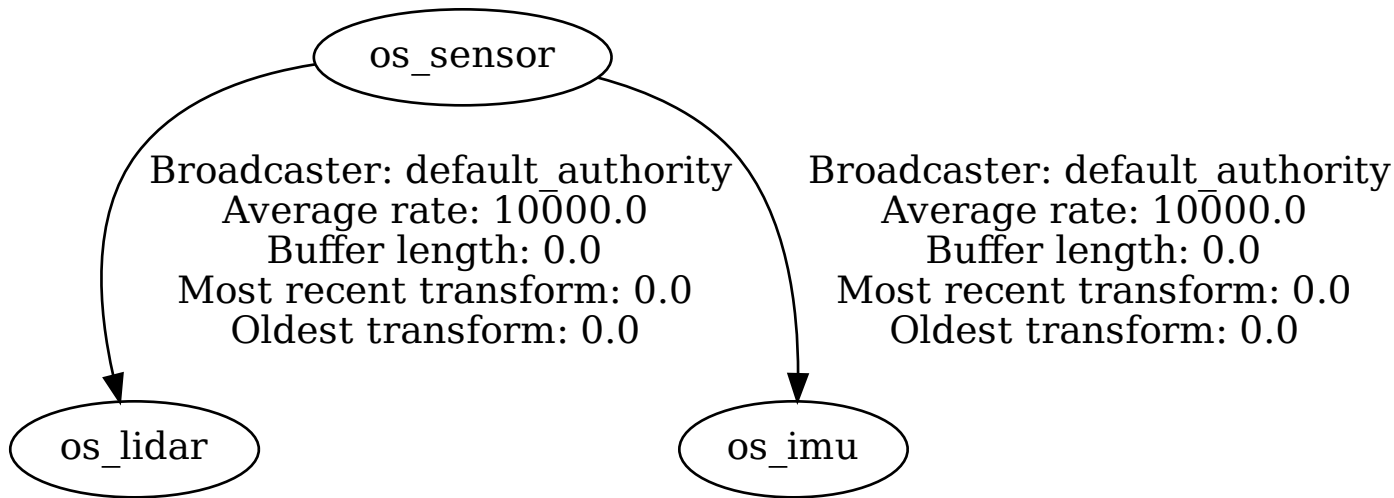 os_sensor
Broadcaster: default_authority
Average rate: 10000.0
Buffer length: 0.0
Most recent transform: 0.0
Oldest transform: 0.0
Broadcaster: default_authority
Average rate: 10000.0
Buffer length: 0.0
Most recent transform: 0.0
Oldest transform: 0.0
os_lidar
os_imu